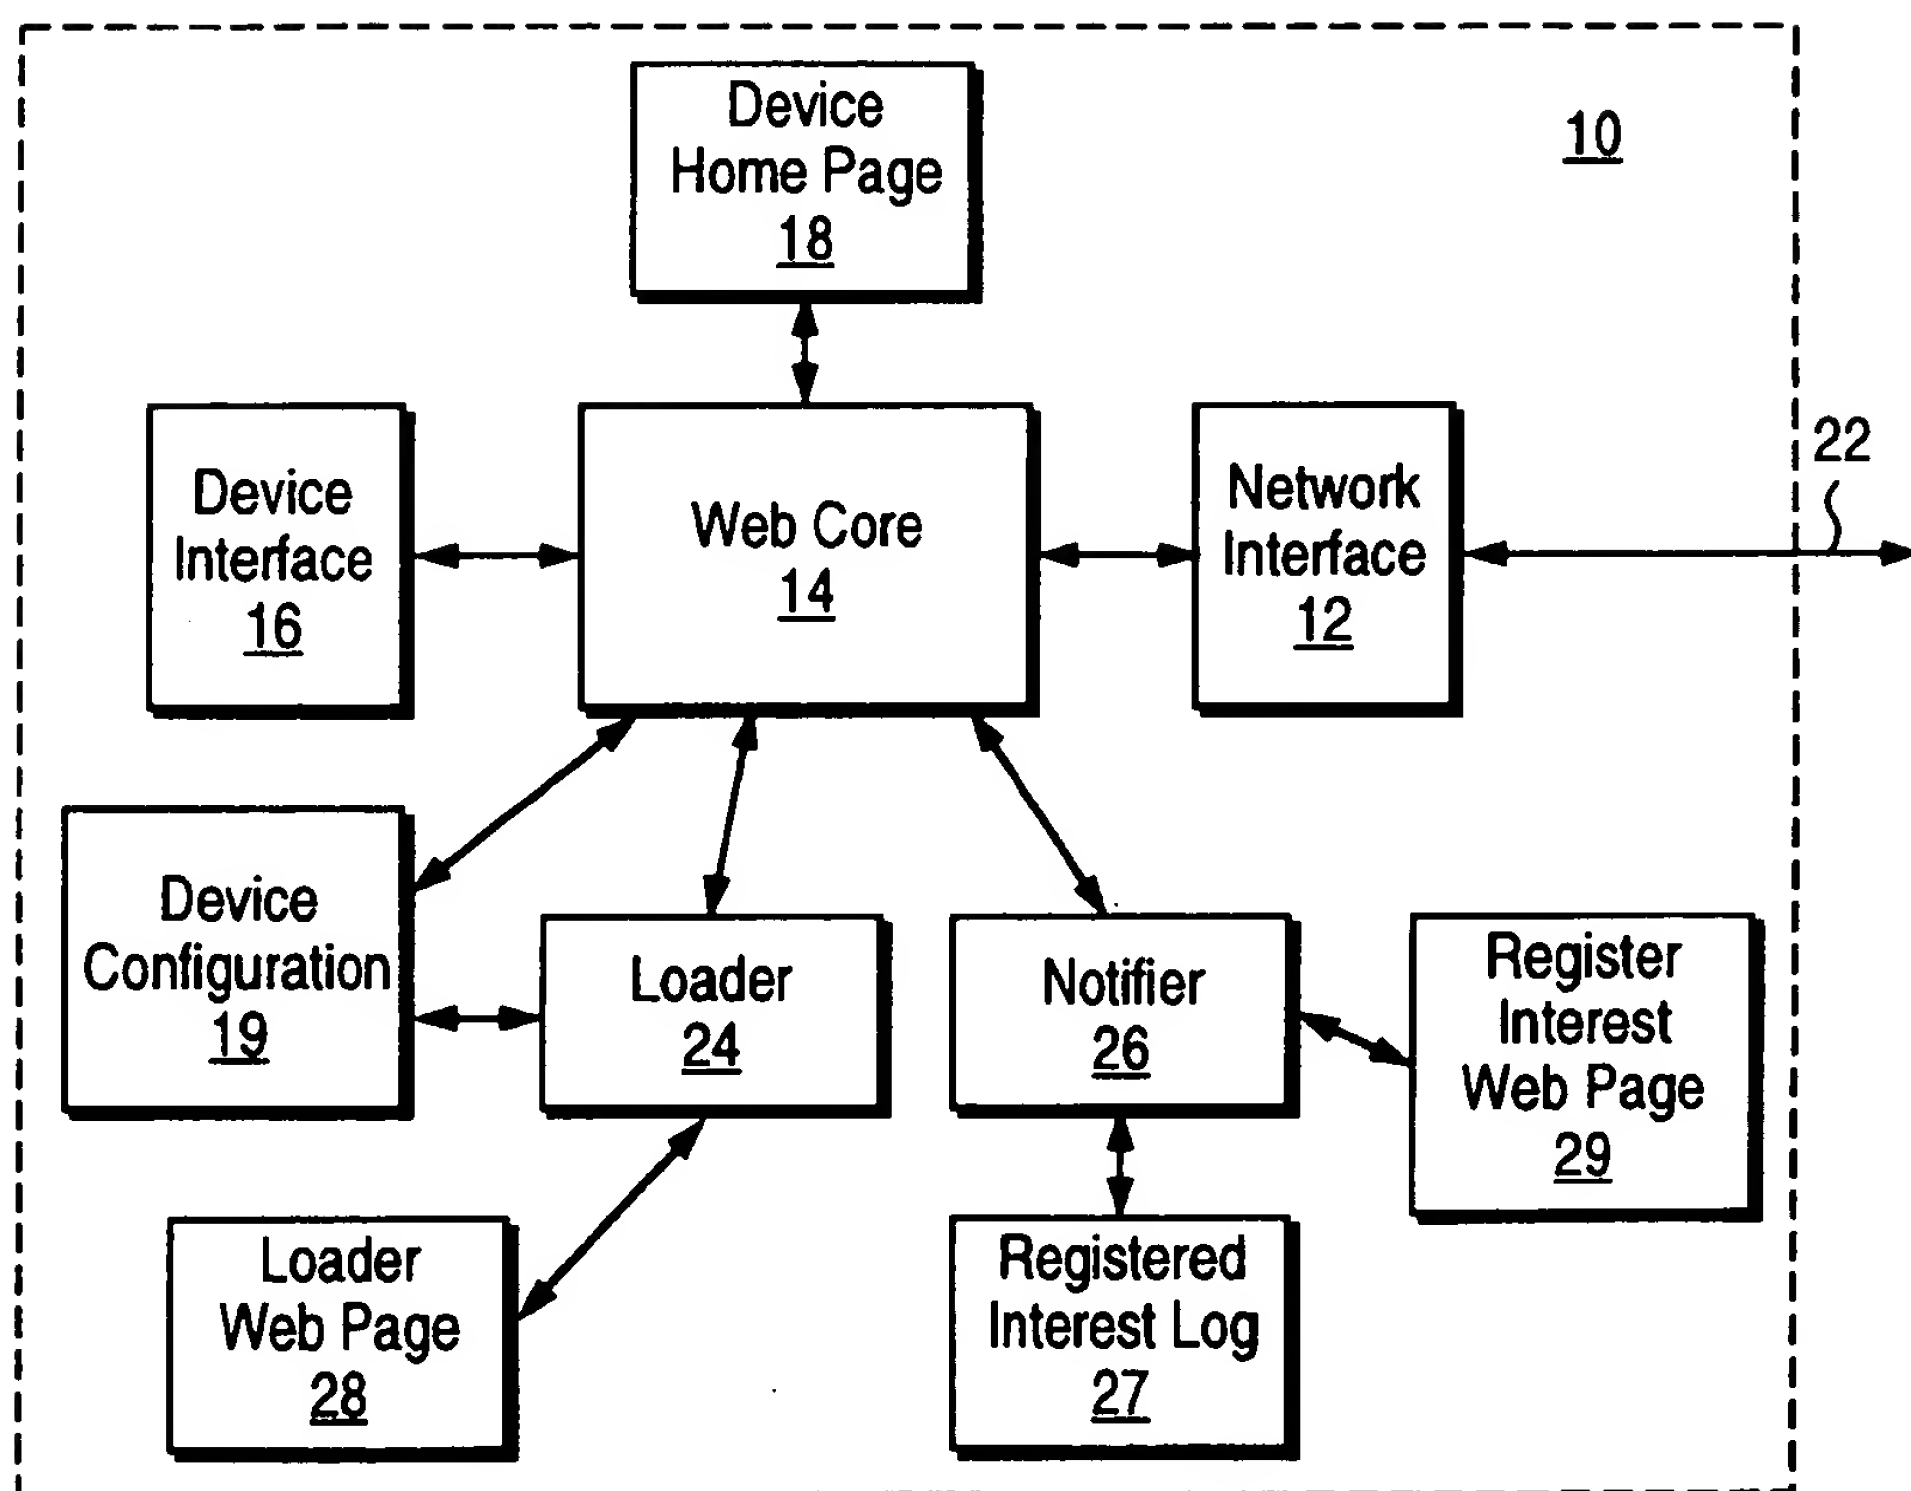 Device
Home Page
18
10
Device
Interface
16
Web Core
14
Network
Interface
12
22
Device
Configuration
19
Loader
24
Notifier
26
Register
Interest
Web Page
29
Loader
Web Page
28
Registered
Interest Log
27